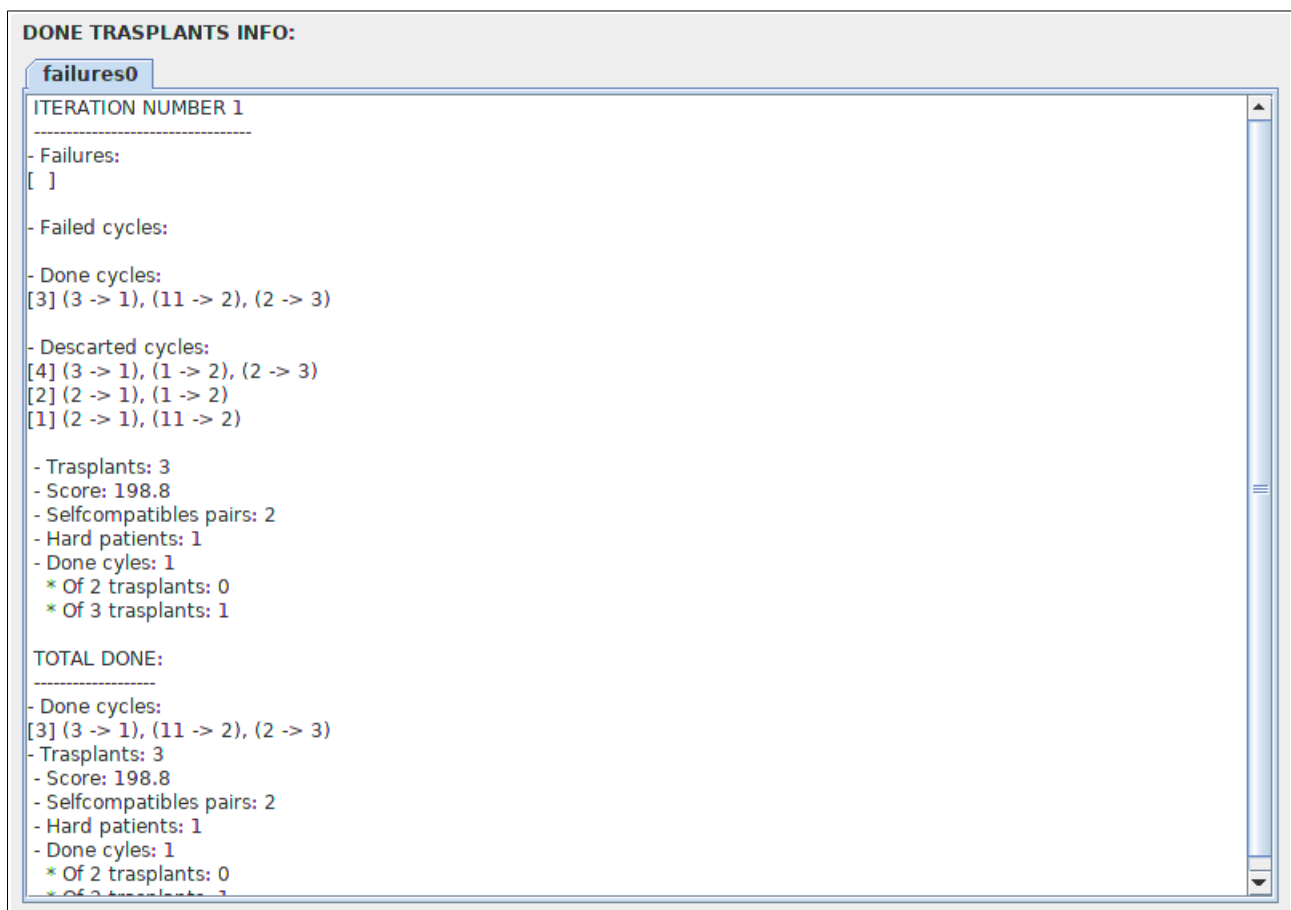 DONE TRASPLANTS INFO:
failures0
ITERATION NUMBER 1
----------------------------------
- Failures:
[  ]
- Failed cycles:
- Done cycles:
[3] (3 -> 1), (11 -> 2), (2 -> 3)
- Descarted cycles:
[4] (3 -> 1), (1 -> 2), (2 -> 3)
[2] (2 -> 1), (1 -> 2)
[1] (2 -> 1), (11 -> 2)
- Trasplants: 3
- Score: 198.8
- Selfcompatibles pairs: 2
- Hard patients: 1
- Done cyles: 1
* Of 2 trasplants: 0
* Of 3 trasplants: 1
TOTAL DONE:
-------------------
- Done cycles:
[3] (3 -> 1), (11 -> 2), (2 -> 3)
- Trasplants: 3
- Score: 198.8
- Selfcompatibles pairs: 2
- Hard patients: 1
- Done cyles: 1
* Of 2 trasplants: 0